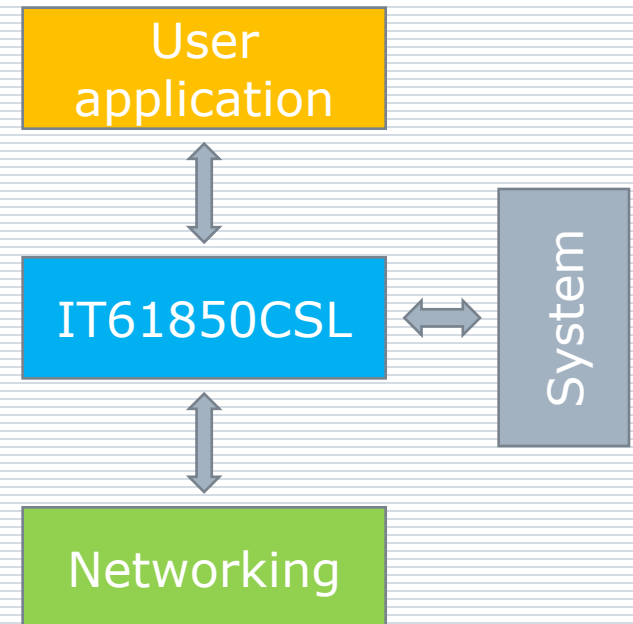 User
application
IT61850CSL
System
Networking